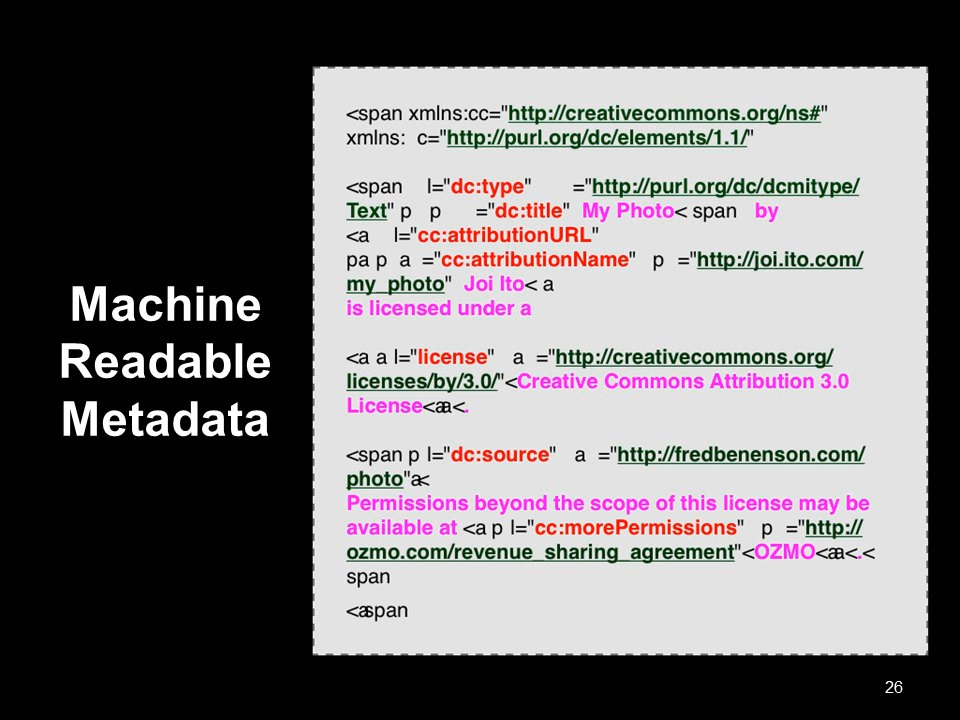 Machine
Readable
Metadata
<span xmlns:cc="http://creativecommons.org/ns#"
xmlns: c="http://purl.org/dc/elements/1.1/"
<span l="dc:type" ="http://purl.org/dc/dcmitype/
Text" p p ="dc:title" My Photo< span by
<a l="cc:attributionURL"
pa p a ="cc:attributionName" p ="http://joi.ito.com/
my_photo" Joi Ito< a
is licensed under a
<a a l="license" a ="http://creativecommons.org/
licenses/by/3.0/"<Creative Commons Attribution 3.0
License<aa<.
<span p l="dc:source" a ="http://fredbenenson.com/
photo"a<
Permissions beyond the scope of this license may be
available at <a p l="cc:morePermissions" p ="http://
ozmo.com/revenue_sharing_agreement"<OZMO<aa<.<
span
<aspan
26